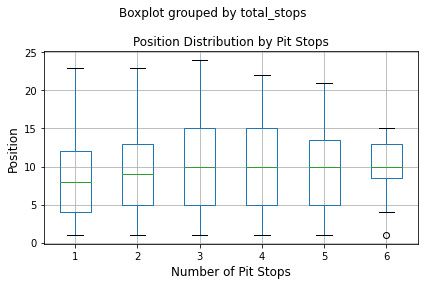 Boxplot grouped by total_stops
Position Distribution by Pit Stops
25
20
15
10
5
0
Position
1 2 3 4 5 6
Number of Pit Stops